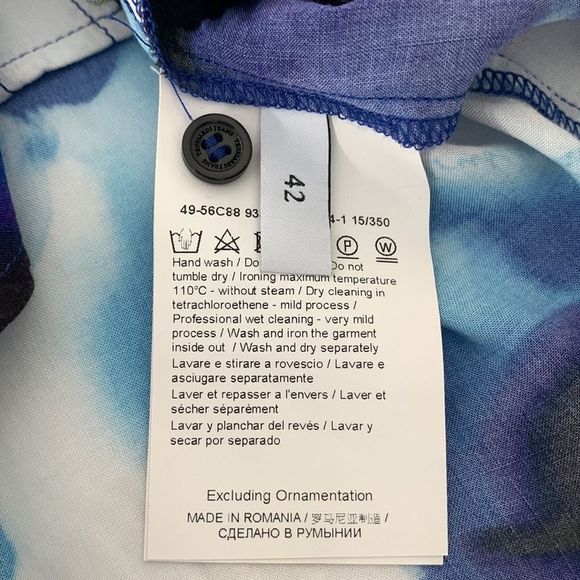 TRUSSARDI JEANS TRUSSARDI JEANS
42
49-56C88 93 4-1 15/350
P W
Hand wash / Do Do not
tumble dry / Ironing maximum temperature
110°C - without steam / Dry cleaning in
tetrachloroethene - mild process /
Professional wet cleaning - very mild
process / Wash and iron the garment
inside out / Wash and dry separately
Lavare e stirare a rovescio / Lavare e
asciugare separatamente
Laver et repasser a l'envers / Laver et
sécher séparément
Lavar y planchar del revés / Lavar y
secar por separado
Excluding Ornamentation
MADE IN ROMANIA / 罗马尼亚制造 /
СДЕЛАНО В РУМЫНИИ